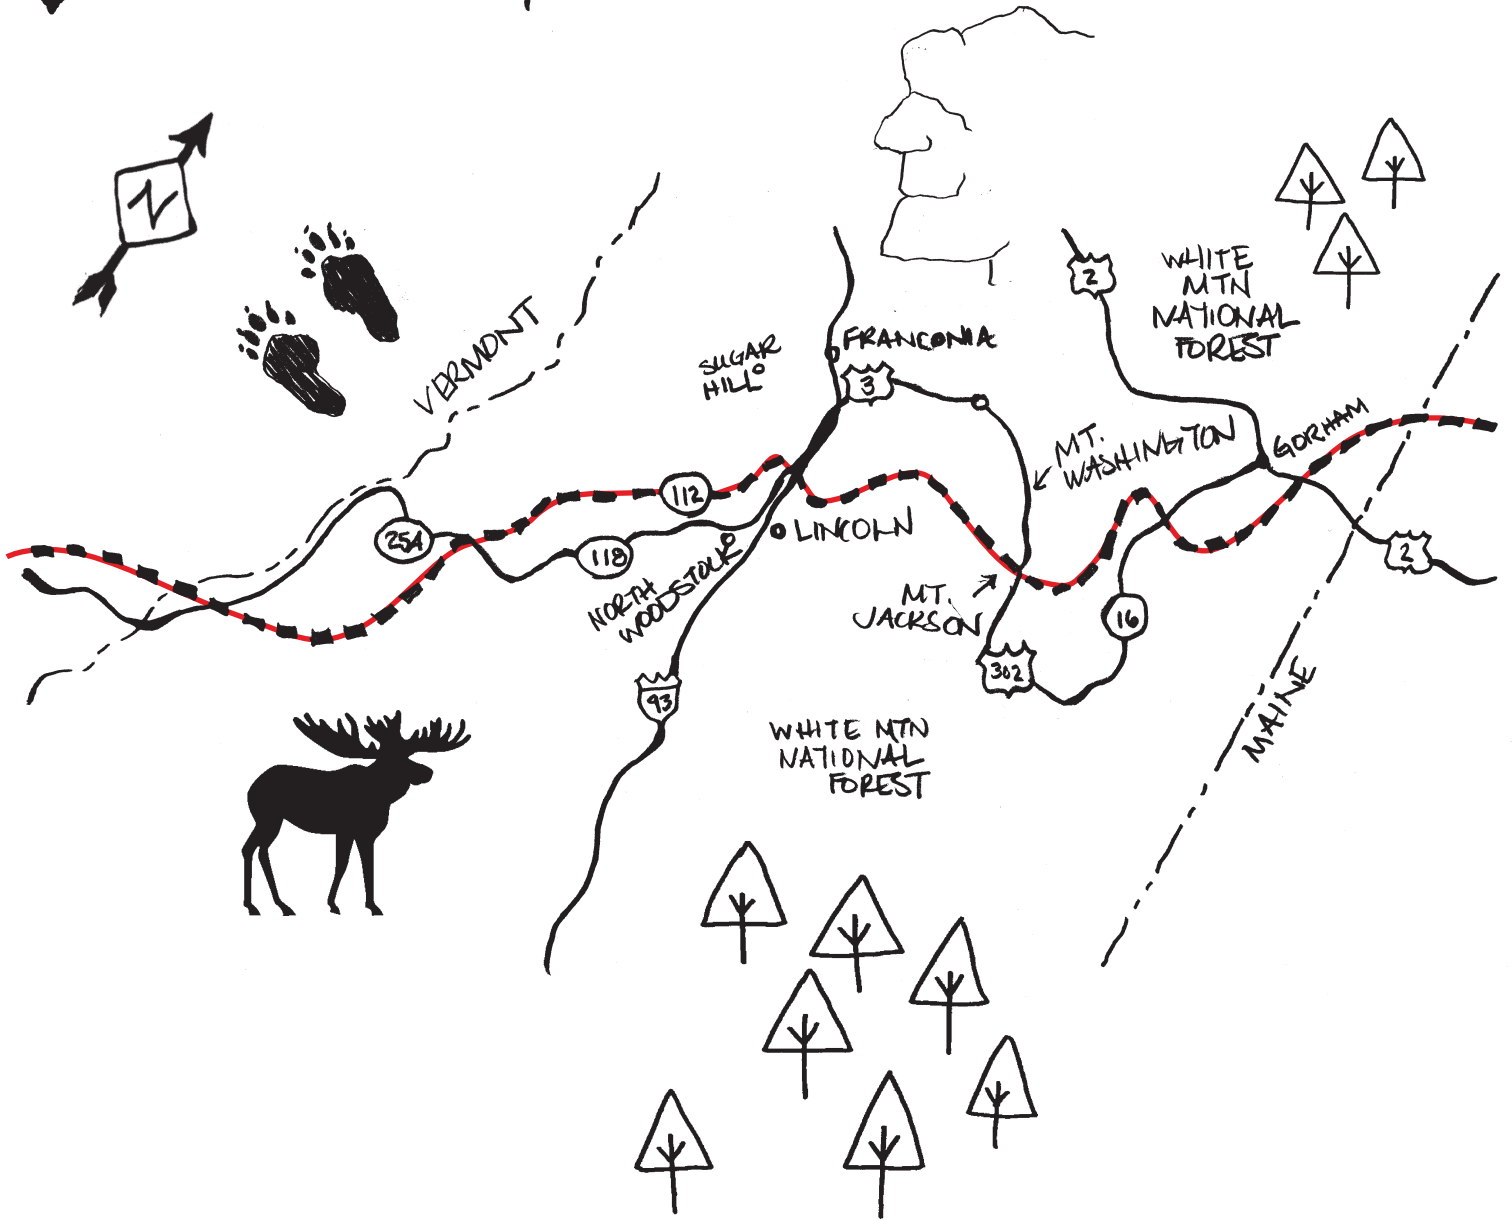 N
VERMONT
SUGAR
HILL
FRANCONIA
3
2
WHITE
MTN
NATIONAL
FOREST
MT.
WASHINGTON
GORHAM
112
25A
118
LINCOLN
NORTH
WOODSTOCK
MT.
JACKSON
16
2
302
93
MAINE
WHITE MTN
NATIONAL
FOREST